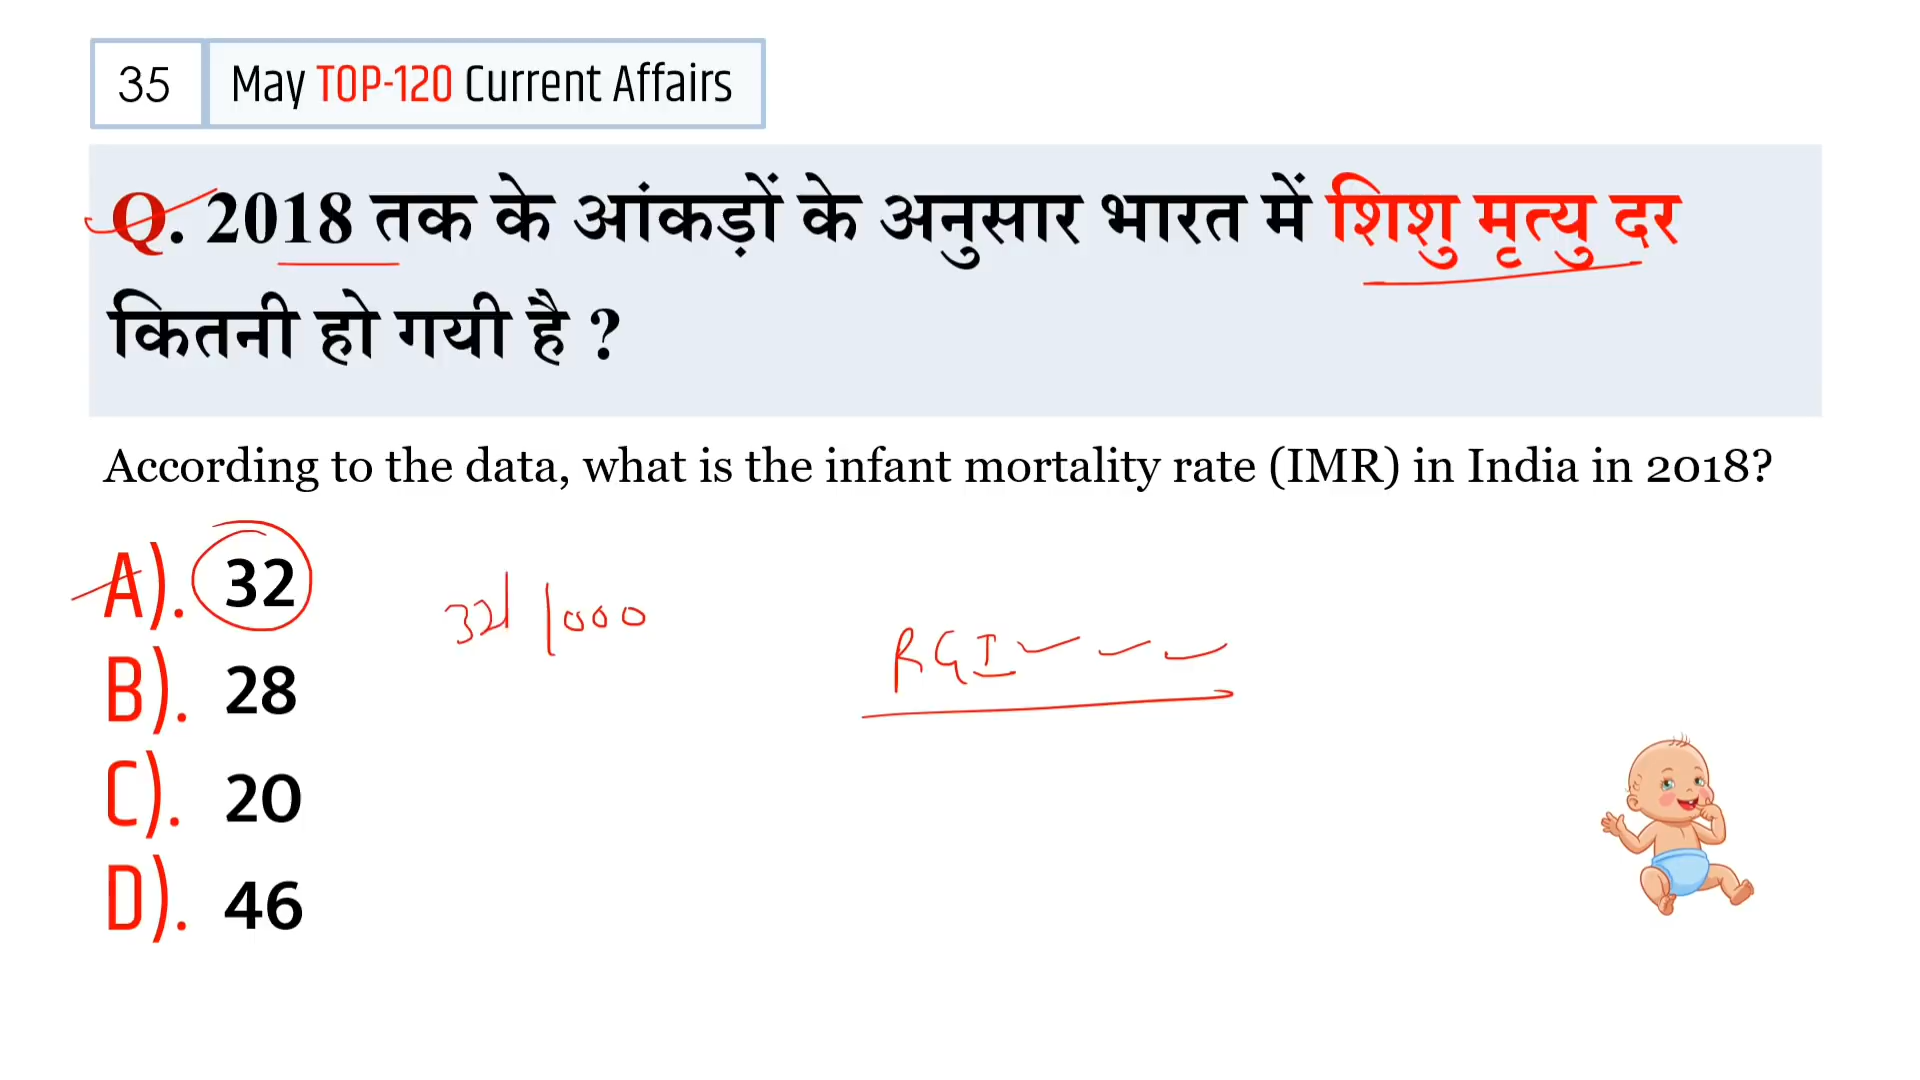 35
May TOP-120 Current Affairs
Q. 2018 तक के आंकड़ों के अनुसार भारत में शिशु मृत्यु दर
कितनी हो गयी है ?
According to the data, what is the infant mortality rate (IMR) in India in 2018?
A). 32
32/1000
B). 28
RGI
C). 20
D). 46